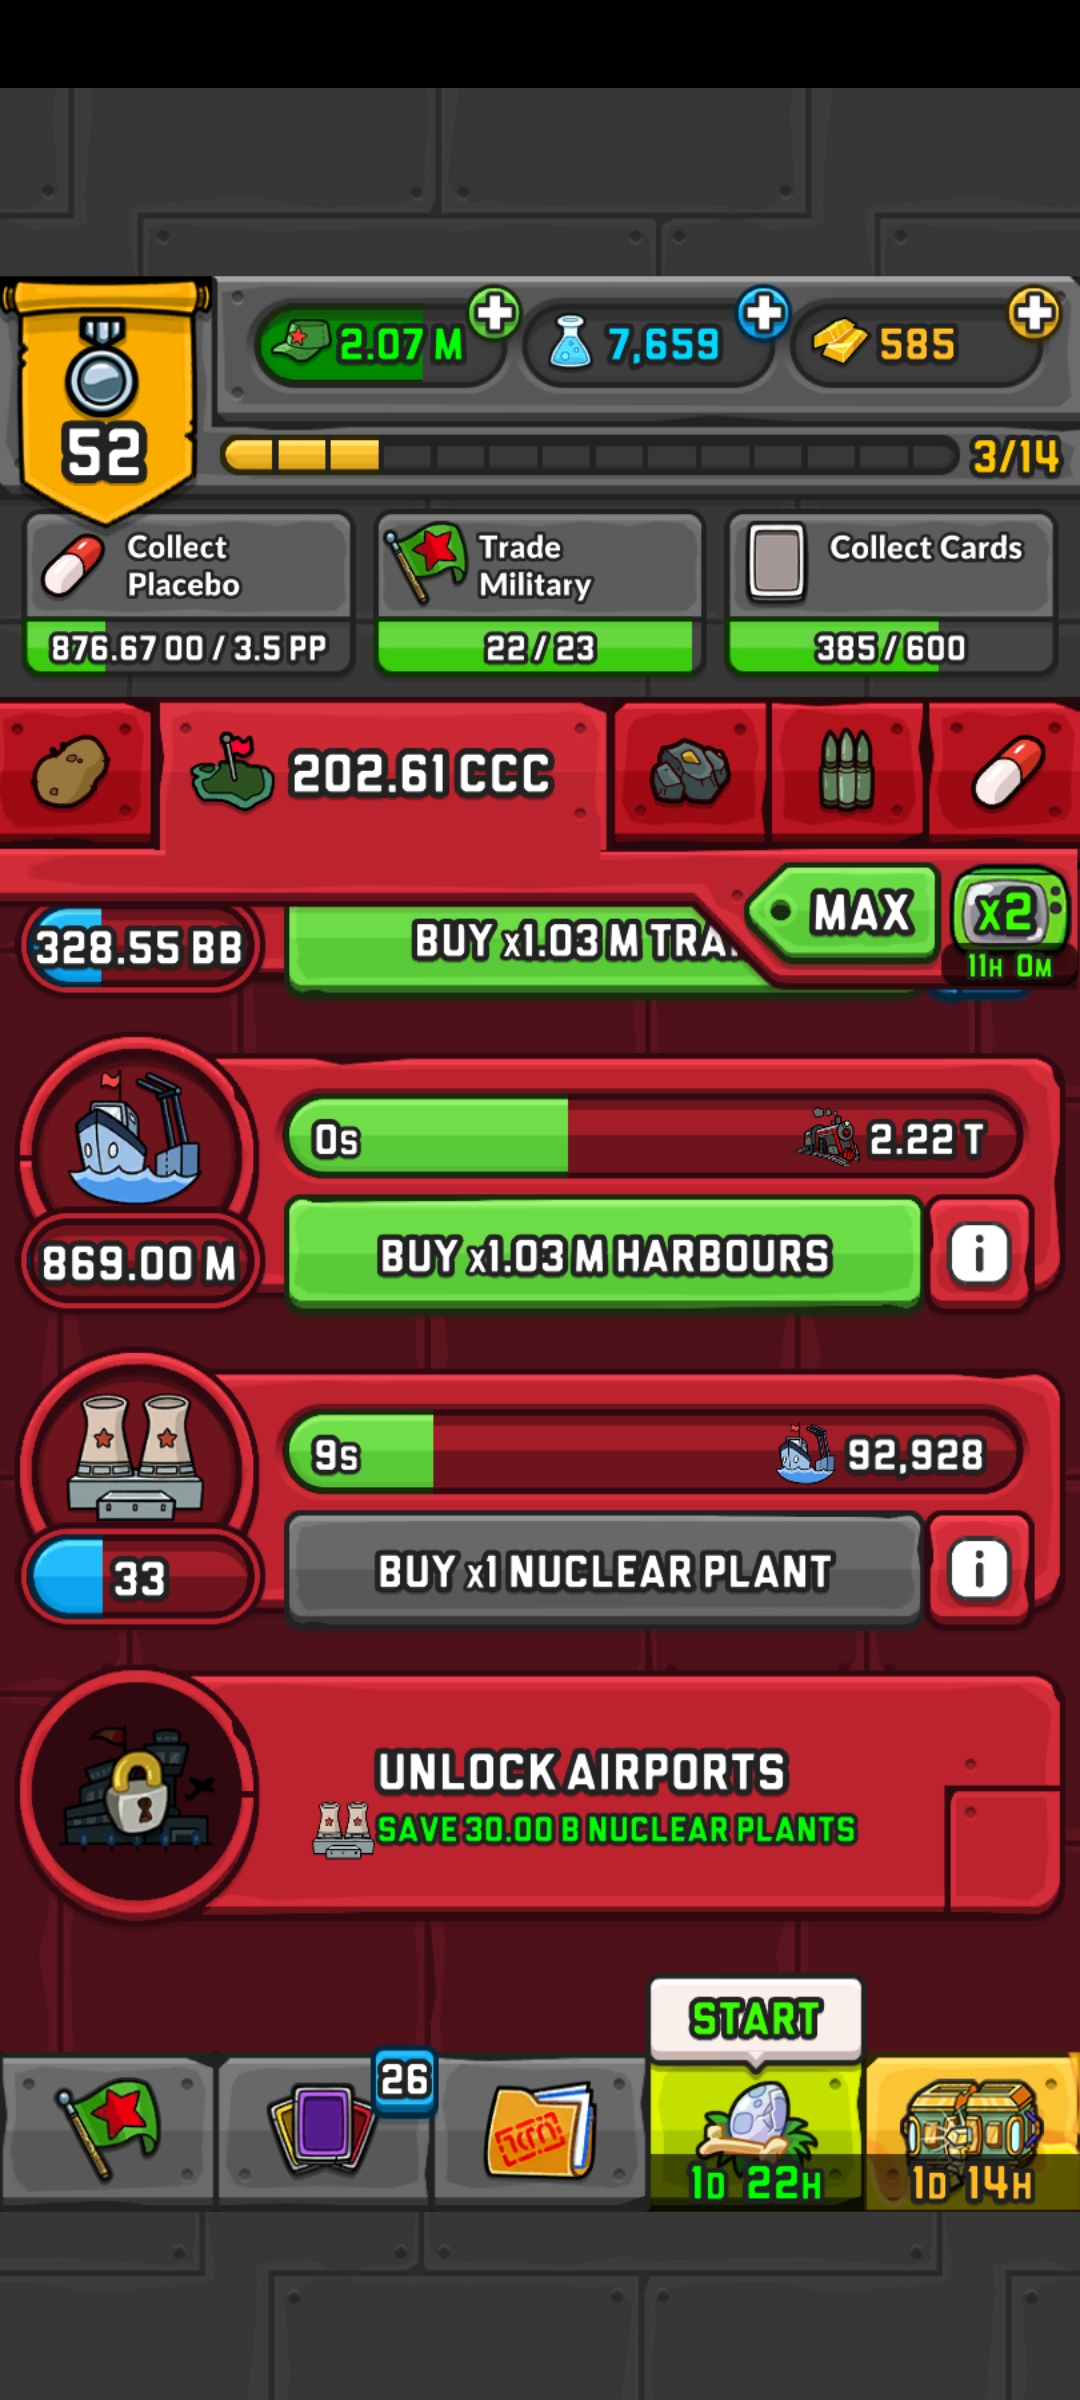 2.07 M
7,659
585
52
3/14
Collect
Placebo
Trade
Military
Collect Cards
876.67 OO / 3.5 PP
22 / 23
385 / 600
202.61 CCC
MAX
x2
11H 0M
328.55 BB
BUY x1.03 M
0s
2.22 T
869.00 M
BUY x1.03 M HARBOURS
i
9s
92,928
33
BUY x1 NUCLEAR PLANT
i
UNLOCK AIRPORTS
SAVE 30.00 B NUCLEAR PLANTS
START
26
1D 22H
1D 14H